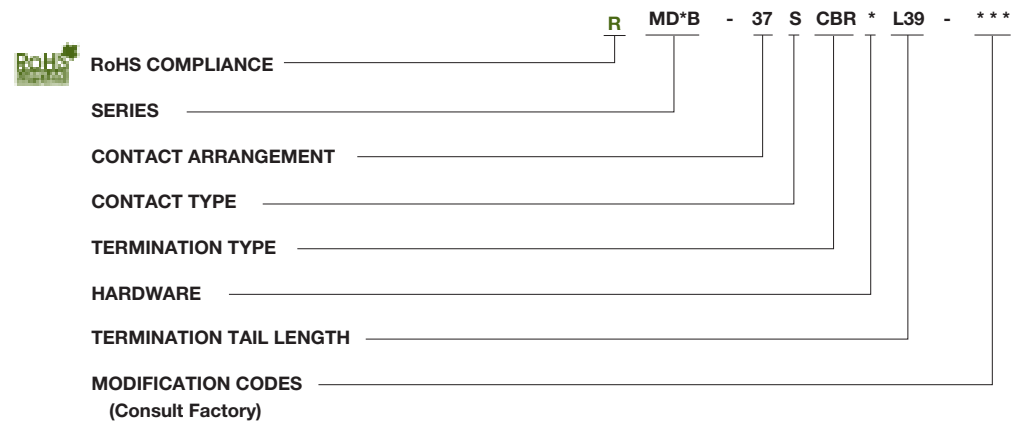 R MD*B - 37 S CBR * L39 - ***
RoHS
RoHS COMPLIANCE
SERIES
CONTACT ARRANGEMENT
CONTACT TYPE
TERMINATION TYPE
HARDWARE
TERMINATION TAIL LENGTH
MODIFICATION CODES
(Consult Factory)